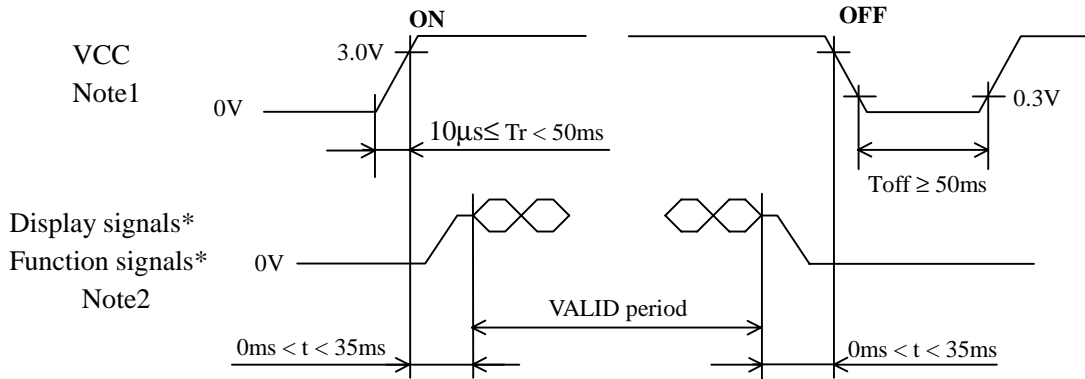 ON
OFF
VCC
Note1
3.0V
0V
0.3V
10μs≤ Tr < 50ms
Toff ≥ 50ms
Display signals*
Function signals*
Note2
0V
VALID period
0ms < t < 35ms
0ms < t < 35ms